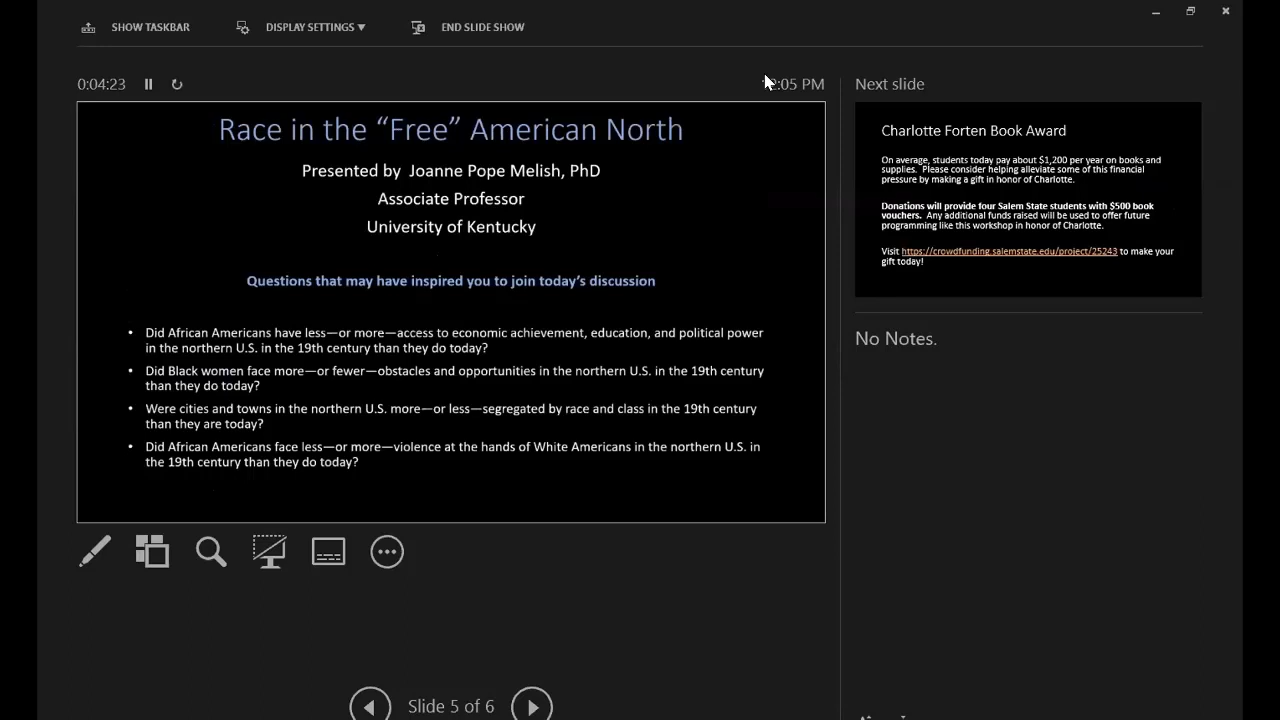 SHOW TASKBAR
DISPLAY SETTINGS
END SLIDE SHOW
0:04:23
:05 PM
Race in the “Free” American North
Presented by Joanne Pope Melish, PhD
Associate Professor
University of Kentucky
Questions that may have inspired you to join today’s discussion
• Did African Americans have less—or more—access to economic achievement, education, and political power
in the northern U.S. in the 19th century than they do today?
• Did Black women face more—or fewer—obstacles and opportunities in the northern U.S. in the 19th century
than they do today?
• Were cities and towns in the northern U.S. more—or less—segregated by race and class in the 19th century
than they are today?
• Did African Americans face less—or more—violence at the hands of White Americans in the northern U.S. in
the 19th century than they do today?
Slide 5 of 6
Next slide
Charlotte Forten Book Award
On average, students today pay about $1,200 per year on books and
supplies. Please consider helping alleviate some of this financial
pressure by making a gift in honor of Charlotte.
Donations will provide four Salem State students with $500 book
vouchers. Any additional funds raised will be used to offer future
programming like this workshop in honor of Charlotte.
Visit https://crowdfunding.salemstate.edu/project/25243 to make your
gift today!
No Notes.